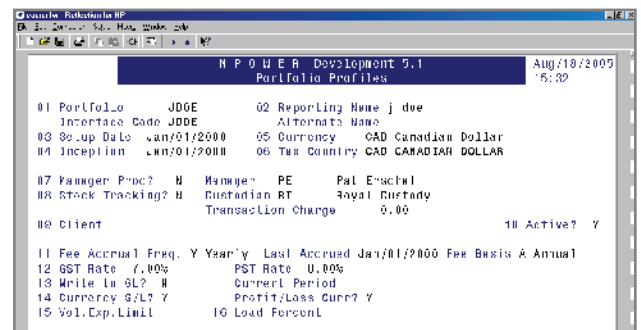 Reflection for HP
N P O W E R Development 5.1 Aug/18/2005
Portfolio Profiles 15:32
01 Portfolio JDOE 02 Reporting Name j doe
Interface Code JDOE Alternate Name
03 Setup Date Jan/01/2000 05 Currency CAD Canadian Dollar
04 Inception Jan/01/2000 06 Tax Country CAD CANADIAN DOLLAR
07 Manager Proc? N Manager PE Pat
08 Stock Tracking? N Custodian RT Royal Custody
Transaction Charge 0.00
09 Client 10 Active? Y
11 Fee Accrual Freq. Y Yearly Last Accrued Jan/01/2000 Fee Basis A Annual
12 GST Rate 7.00% PST Rate 0.00%
13 Write to GL? N Current Period
14 Currency G/L? Y Profit/Loss Curr? Y
15 Vol.Exp.Limit 16 Load Percent